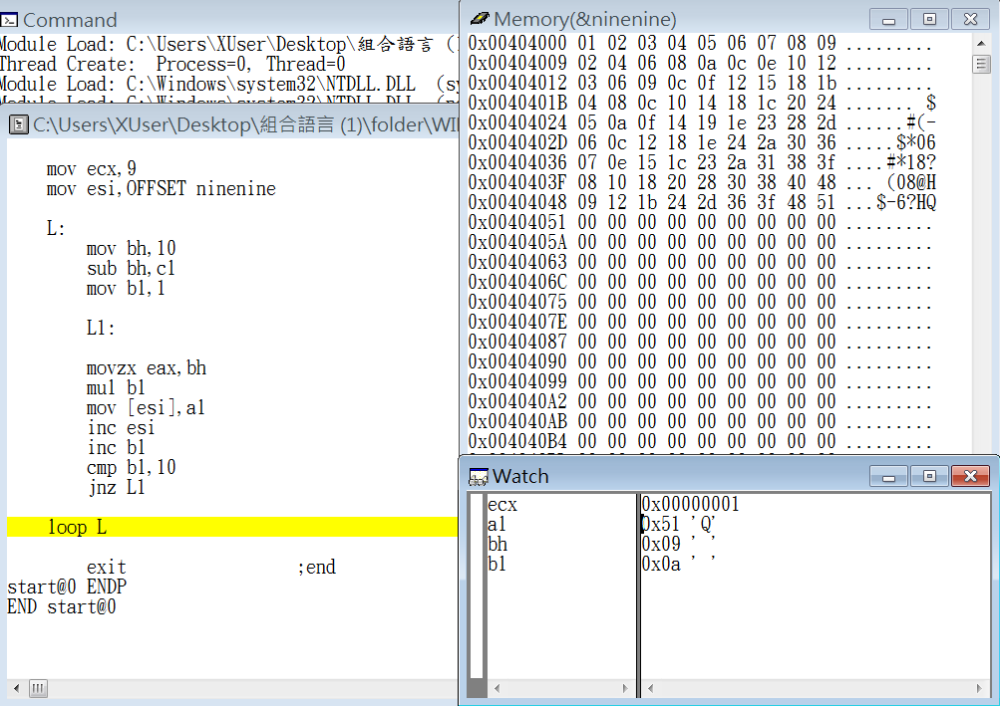 Command
Module Load: C:\Users\XUser\Desktop\組合語言 (
Thread Create:  Process=0, Thread=0
Module Load: C:\Windows\system32\NTDLL.DLL  (sy
C:\Users\XUser\Desktop\組合語言 (1)\folder\WI
mov ecx,9
mov esi,OFFSET ninenine
L:
mov bh,10
sub bh,cl
mov bl,1
L1:
movzx eax,bh
mul bl
mov [esi],al
inc esi
inc bl
cmp bl,10
jnz L1
loop L
exit                 ;end
start@0 ENDP
END start@0
Memory(&ninenine)
0x00404000 01 02 03 04 05 06 07 08 09 .........
0x00404009 02 04 06 08 0a 0c 0e 10 12 .........
0x00404012 03 06 09 0c 0f 12 15 18 1b .........
0x0040401B 04 08 0c 10 14 18 1c 20 24 ....... $
0x00404024 05 0a 0f 14 19 1e 23 28 2d ......#(-
0x0040402D 06 0c 12 18 1e 24 2a 30 36 .....$*06
0x00404036 07 0e 15 1c 23 2a 31 38 3f ....#*18?
0x0040403F 08 10 18 20 28 30 38 40 48 ... (08@H
0x00404048 09 12 1b 24 2d 36 3f 48 51 ...$-6?HQ
0x00404051 00 00 00 00 00 00 00 00 00 .........
0x0040405A 00 00 00 00 00 00 00 00 00 .........
0x00404063 00 00 00 00 00 00 00 00 00 .........
0x0040406C 00 00 00 00 00 00 00 00 00 .........
0x00404075 00 00 00 00 00 00 00 00 00 .........
0x0040407E 00 00 00 00 00 00 00 00 00 .........
0x00404087 00 00 00 00 00 00 00 00 00 .........
0x00404090 00 00 00 00 00 00 00 00 00 .........
0x00404099 00 00 00 00 00 00 00 00 00 .........
0x004040A2 00 00 00 00 00 00 00 00 00 .........
0x004040AB 00 00 00 00 00 00 00 00 00 .........
0x004040B4 00 00 00 00 00 00 00 00 00 .........
Watch
ecx 0x00000001
al 0x51 'Q'
bh 0x09 ' '
bl 0x0a ' '